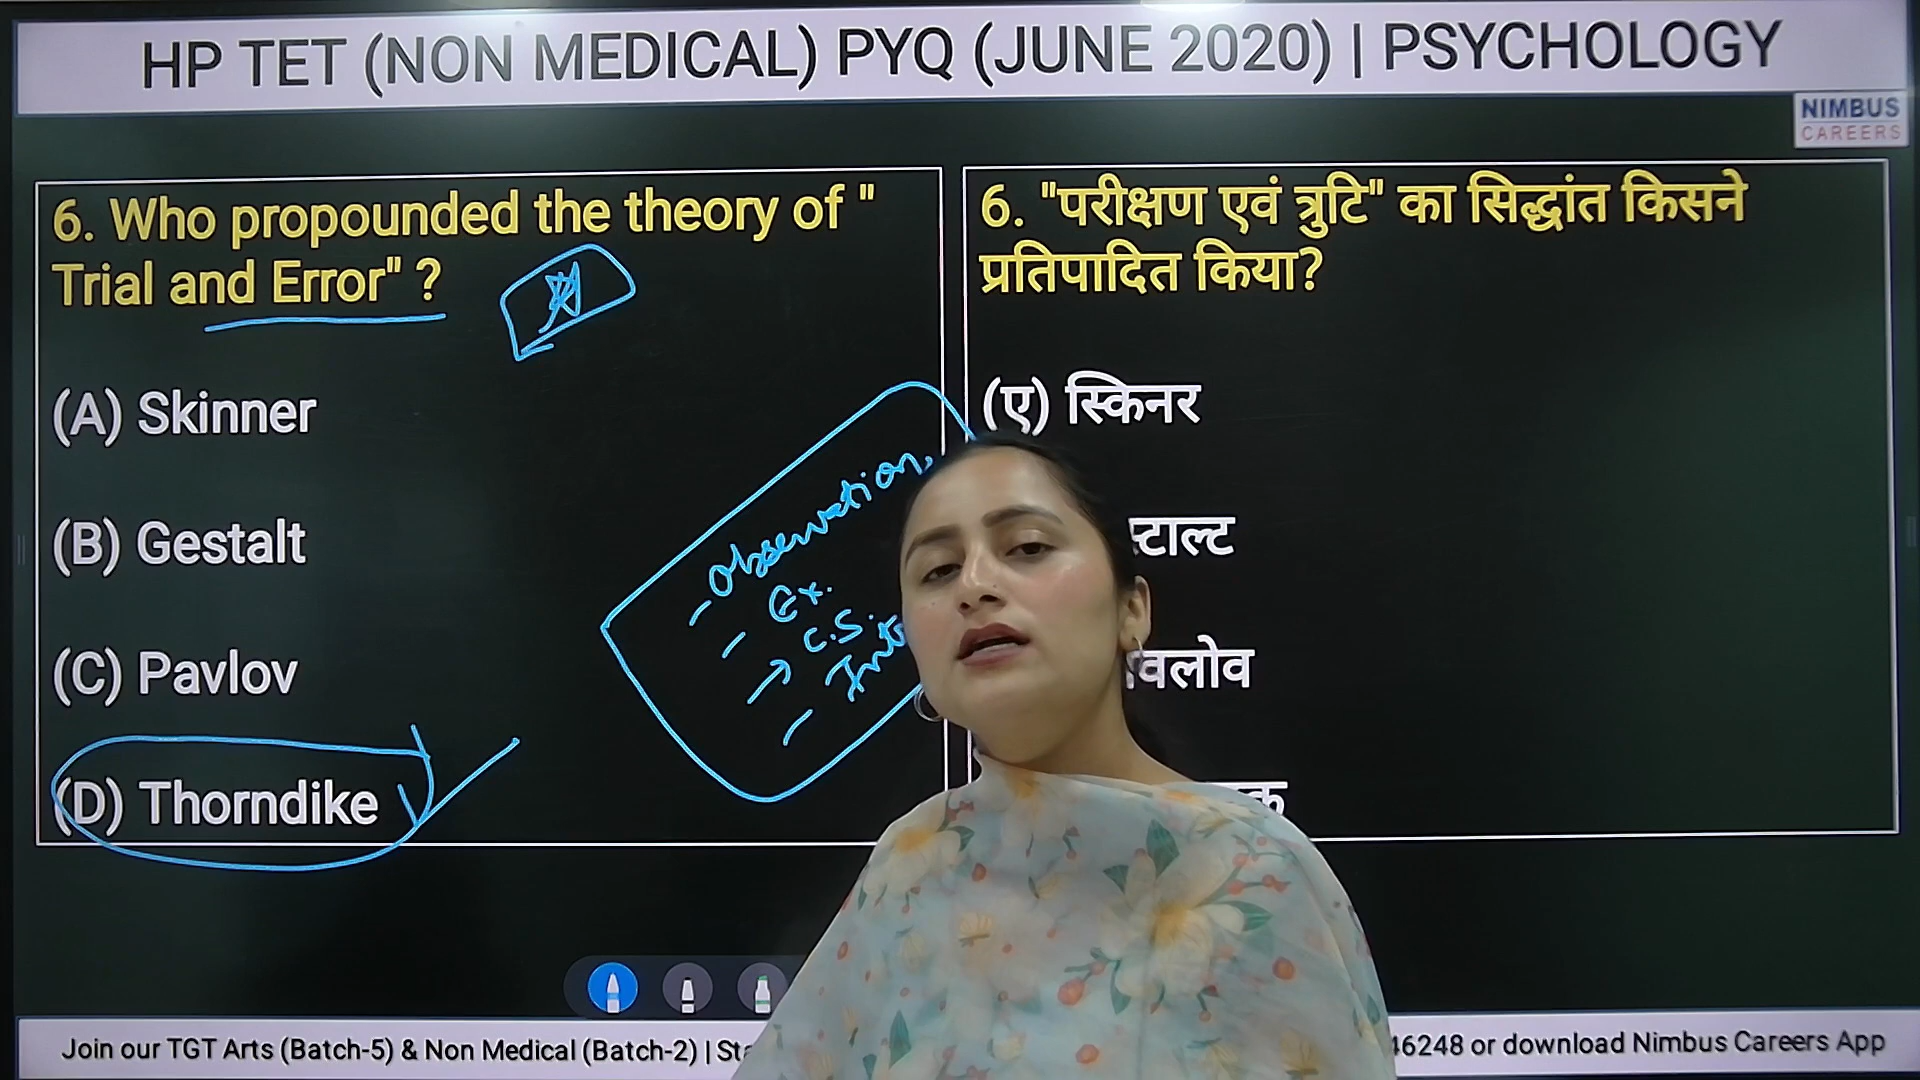 HP TET (NON MEDICAL) PYQ (JUNE 2020) | PSYCHOLOGY
NIMBUS
CAREERS
6. Who propounded the theory of "
Trial and Error" ?
(A) Skinner
(B) Gestalt
(C) Pavlov
(D) Thorndike
- Observation,
- Ex.
→ C.S.
-
6. "परीक्षण एवं त्रुटि" का सिद्धांत किसने
प्रतिपादित किया?
(ए) स्किनर
Join our TGT Arts (Batch-5) & Non Medical (Batch-2) |
46248 or download Nimbus Careers App